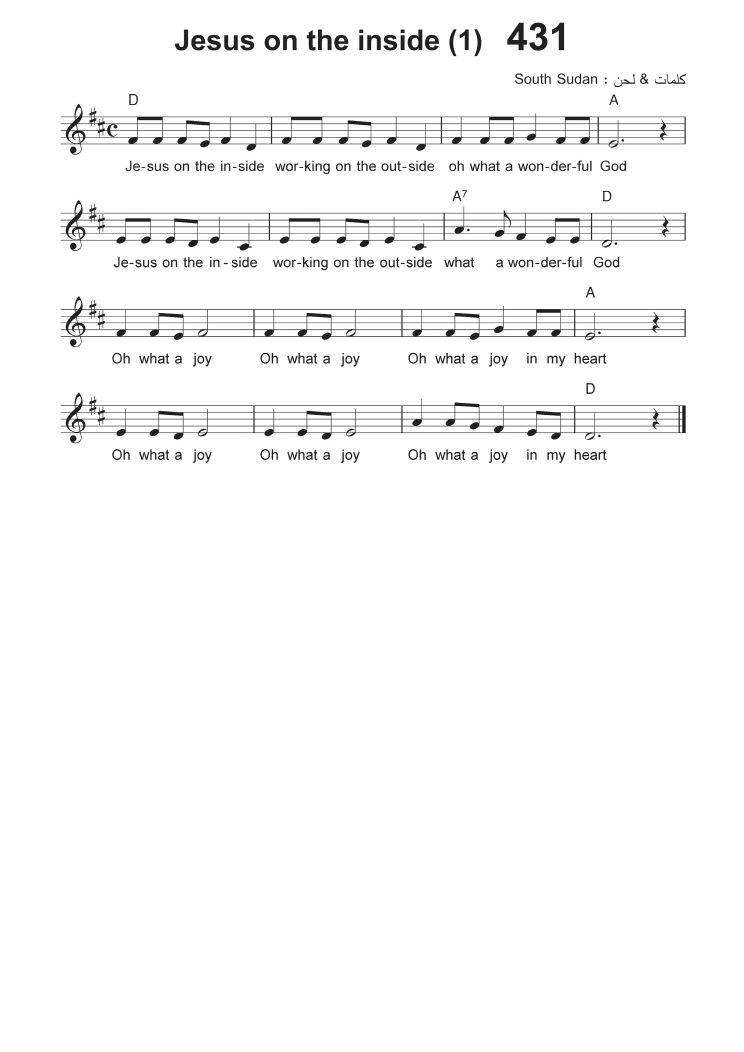 Jesus on the inside (1) 431
كلمات & لحن : South Sudan
D A
Je-sus on the in-side wor-king on the out-side oh what a won-der-ful God
A7 D
Je-sus on the in-side wor-king on the out-side what a won-der-ful God
A
Oh what a joy Oh what a joy Oh what a joy in my heart
D
Oh what a joy Oh what a joy Oh what a joy in my heart